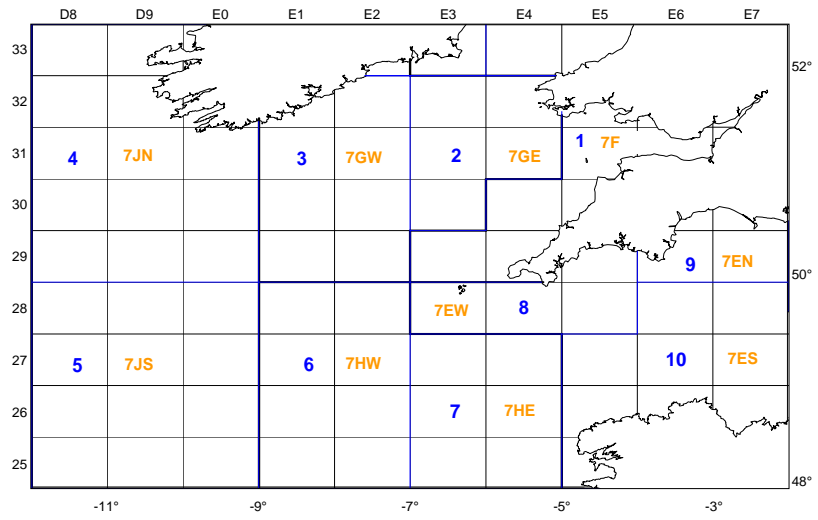 D8 D9 E0 E1 E2 E3 E4 E5 E6 E7
33
52°
32
31 4 7JN 3 7GW 2 7GE 1 7F
30
29 9 7EN
50°
28 7EW 8
27 5 7JS 6 7HW 10 7ES
26 7 7HE
25
48°
-11° -9° -7° -5° -3°